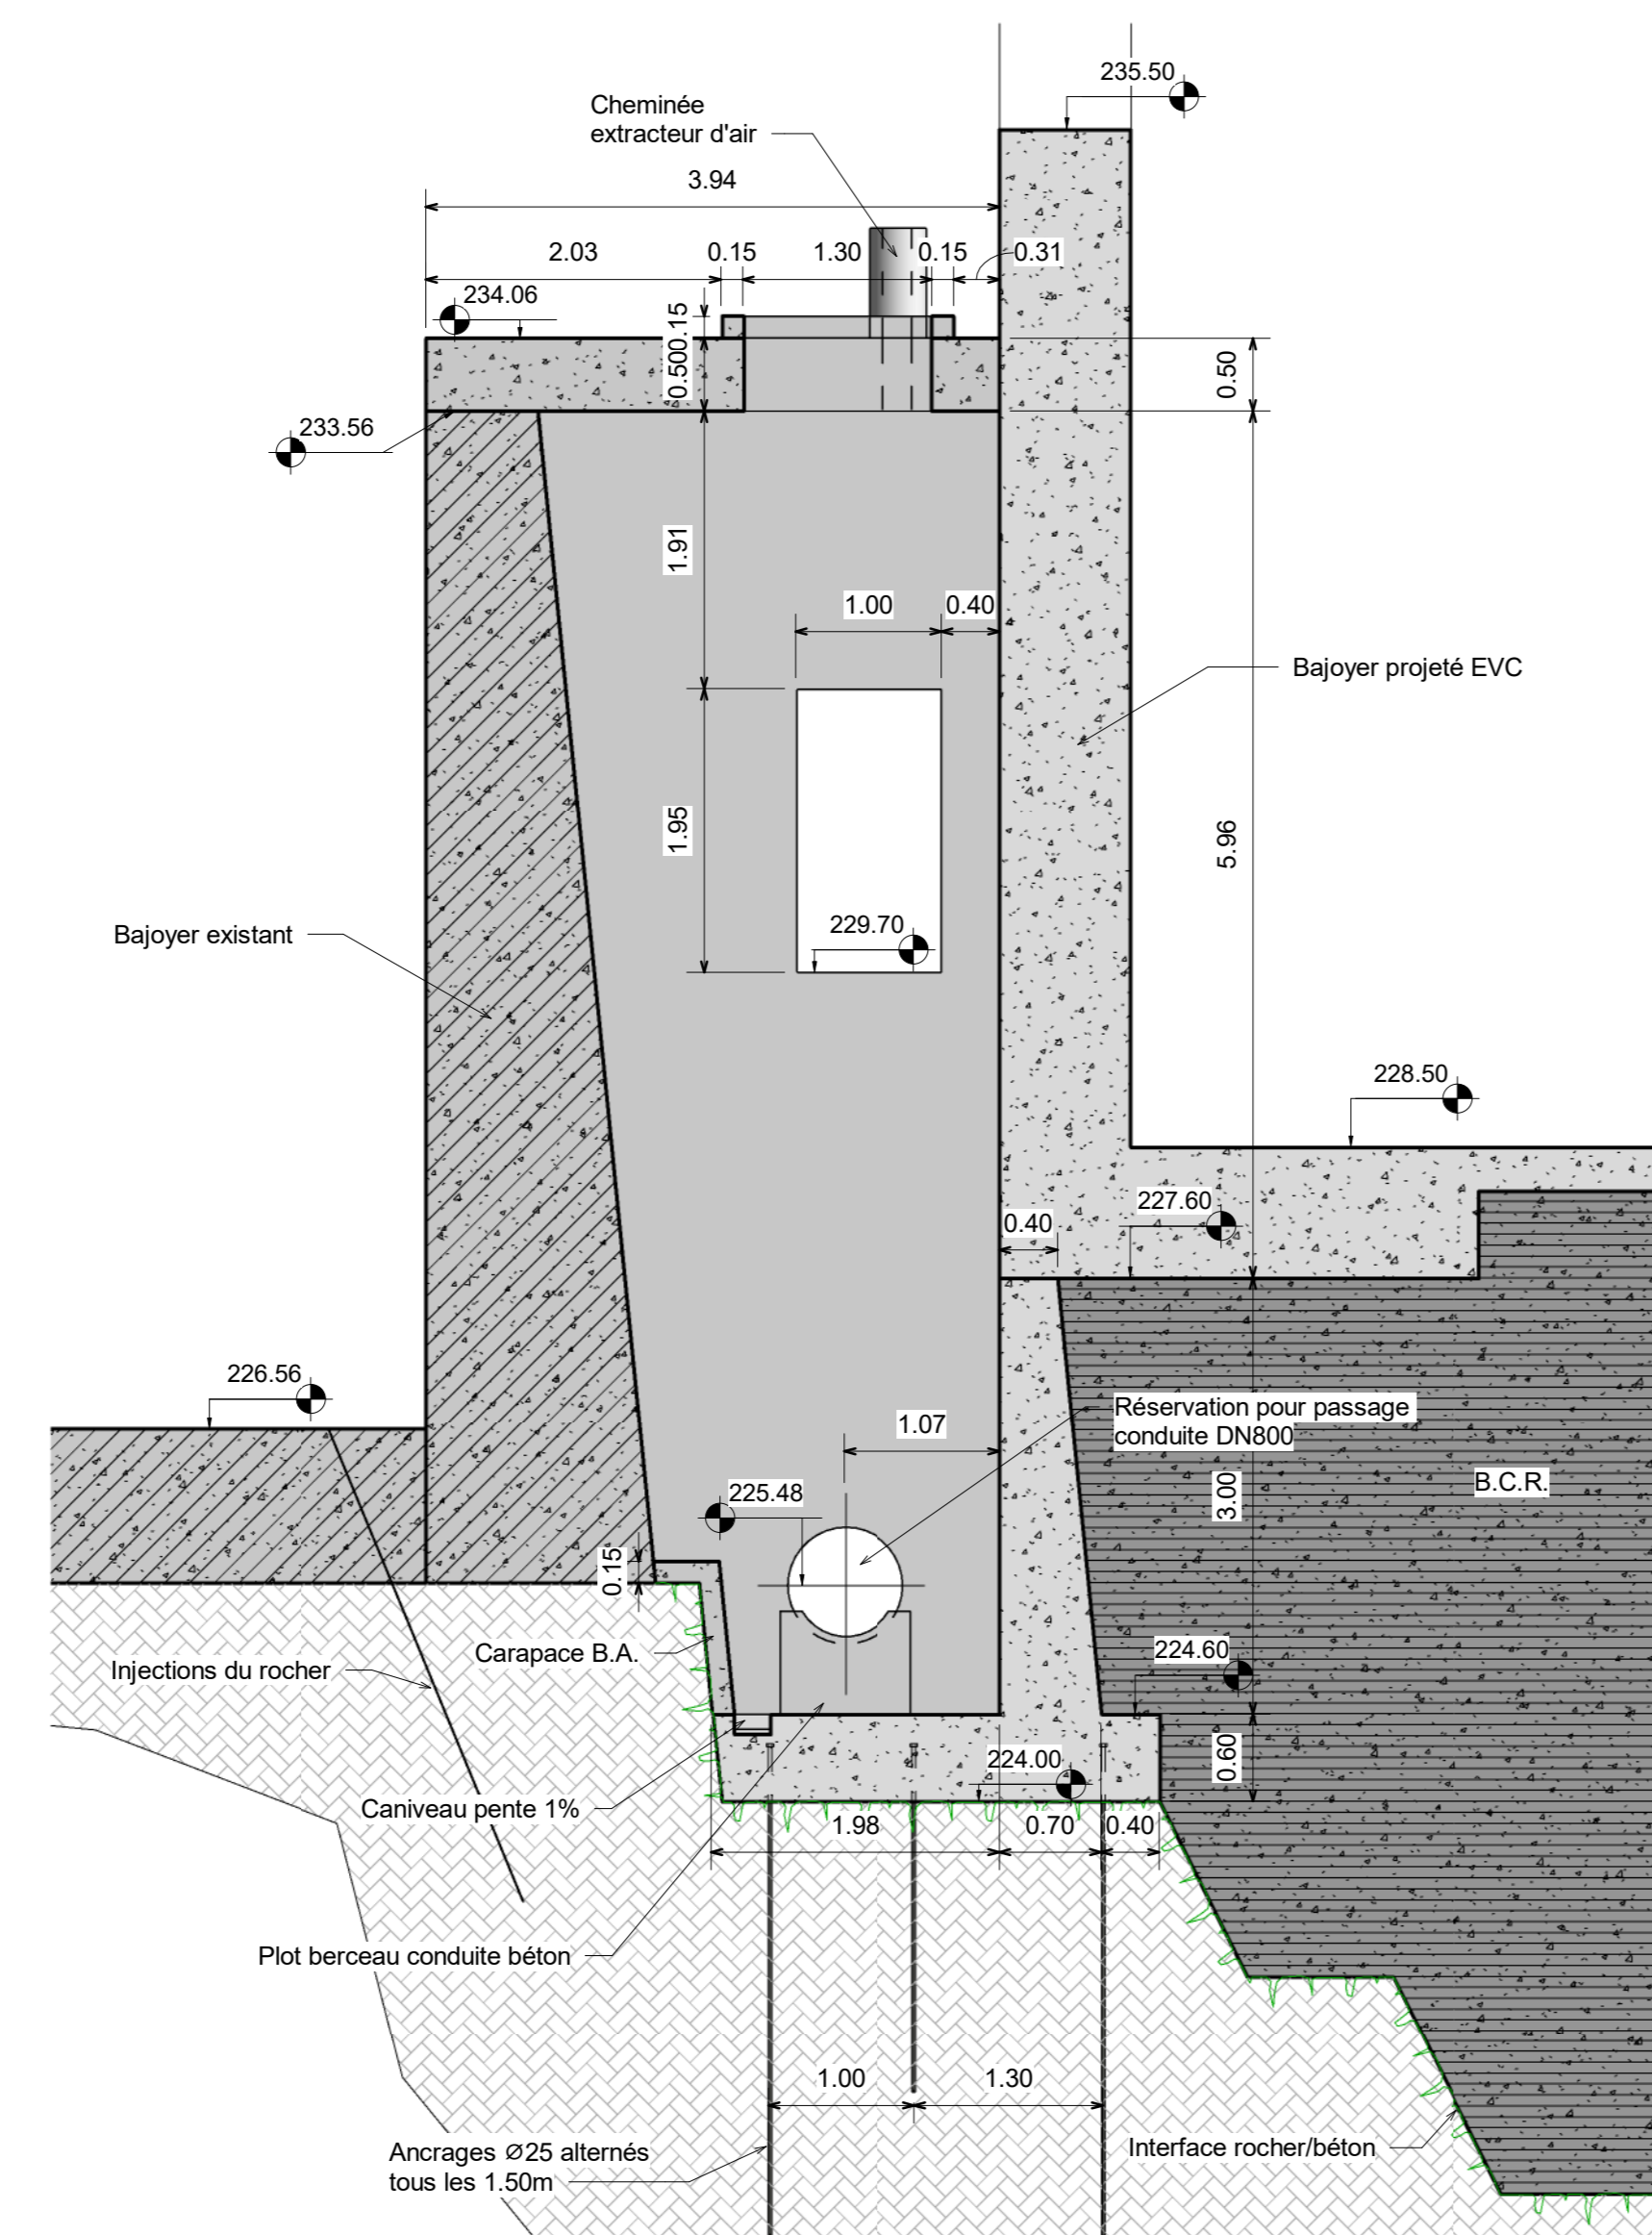 235.50
Cheminée
extracteur d'air
3.94
2.03
0.15
1.30
0.15
0.31
234.06
0.15
0.50
0.50
233.56
1.91
1.00
0.40
Bajoyer projeté EVC
1.95
5.96
229.70
Bajoyer existant
228.50
227.60
0.40
226.56
Réservation pour passage
conduite DN800
1.07
B.C.R.
225.48
3.00
0.15
Carapace B.A.
224.60
Injections du rocher
224.00
0.60
Caniveau pente 1%
1.98
0.70
0.40
Plot berceau conduite béton
1.00
1.30
Ancrages Ø25 alternés
tous les 1.50m
Interface rocher/béton